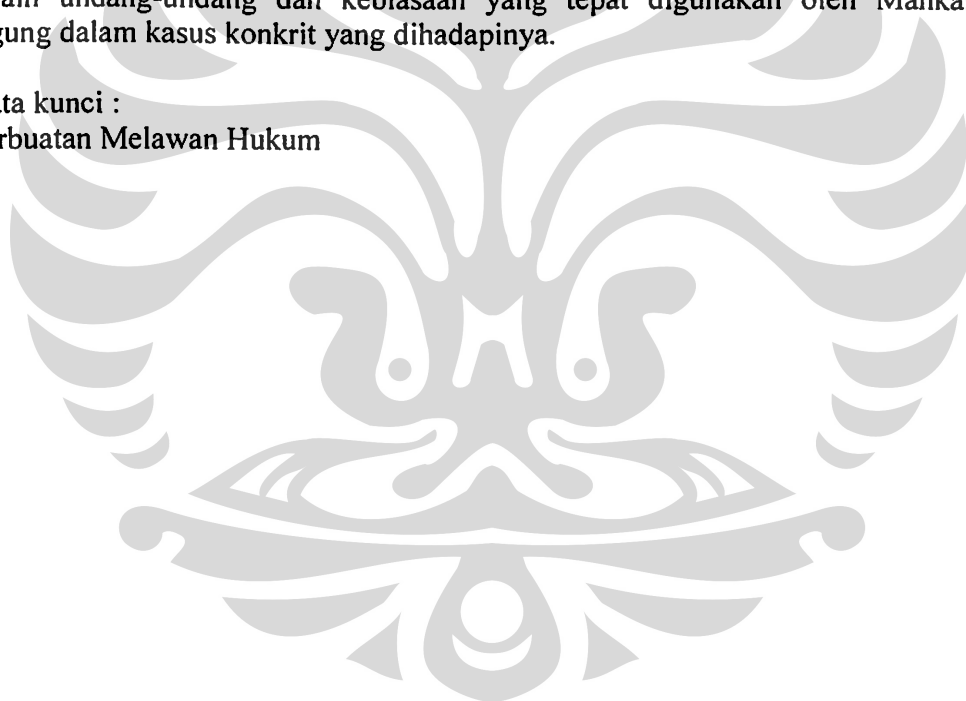 undang-undang dan kebiasaan yang tepat digunakan oleh
gung dalam kasus konkrit yang dihadapinya.
ta kunci :
rbuatan Melawan Hukum